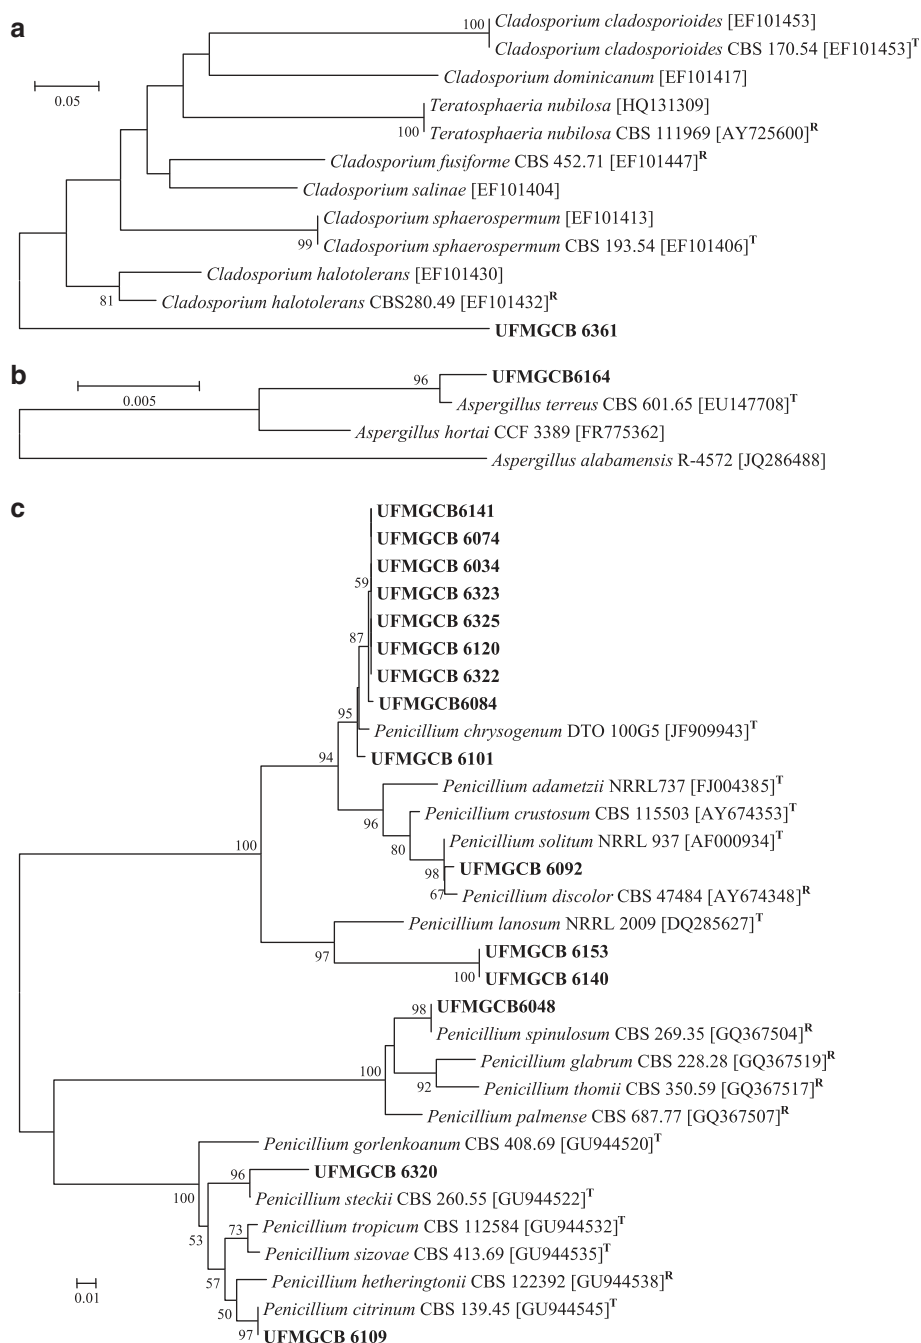 a
100
Cladosporium cladosporioides [EF101453]
Cladosporium cladosporioides CBS 170.54 [EF101453]T
0.05
Cladosporium dominicanum [EF101417]
Teratosphaeria nubilosa [HQ131309]
100
Teratosphaeria nubilosa CBS 111969 [AY725600]R
Cladosporium fusiforme CBS 452.71 [EF101447]R
Cladosporium salinae [EF101404]
Cladosporium sphaerospermum [EF101413]
99
Cladosporium sphaerospermum CBS 193.54 [EF101406]T
Cladosporium halotolerans [EF101430]
81
Cladosporium halotolerans CBS280.49 [EF101432]R
UFMGCB 6361
b
0.005
96
UFMGCB6164
Aspergillus terreus CBS 601.65 [EU147708]T
Aspergillus hortai CCF 3389 [FR775362]
Aspergillus alabamensis R-4572 [JQ286488]
c
UFMGCB6141
UFMGCB 6074
UFMGCB 6034
59
UFMGCB 6323
UFMGCB 6325
87
UFMGCB 6120
UFMGCB 6322
UFMGCB6084
95
Penicillium chrysogenum DTO 100G5 [JF909943]T
94
UFMGCB 6101
Penicillium adametzii NRRL737 [FJ004385]T
96
Penicillium crustosum CBS 115503 [AY674353]T
80
Penicillium solitum NRRL 937 [AF000934]T
100
98
UFMGCB 6092
67
Penicillium discolor CBS 47484 [AY674348]R
Penicillium lanosum NRRL 2009 [DQ285627]T
97
UFMGCB 6153
100
UFMGCB 6140
98
UFMGCB6048
Penicillium spinulosum CBS 269.35 [GQ367504]R
100
Penicillium glabrum CBS 228.28 [GQ367519]R
92
Penicillium thomii CBS 350.59 [GQ367517]R
Penicillium palmense CBS 687.77 [GQ367507]R
Penicillium gorlenkoanum CBS 408.69 [GU944520]T
96
UFMGCB 6320
100
Penicillium steckii CBS 260.55 [GU944522]T
73
Penicillium tropicum CBS 112584 [GU944532]T
53
Penicillium sizovae CBS 413.69 [GU944535]T
57
Penicillium hetheringtonii CBS 122392 [GU944538]R
0.01
50
Penicillium citrinum CBS 139.45 [GU944545]T
97
UFMGCB 6109